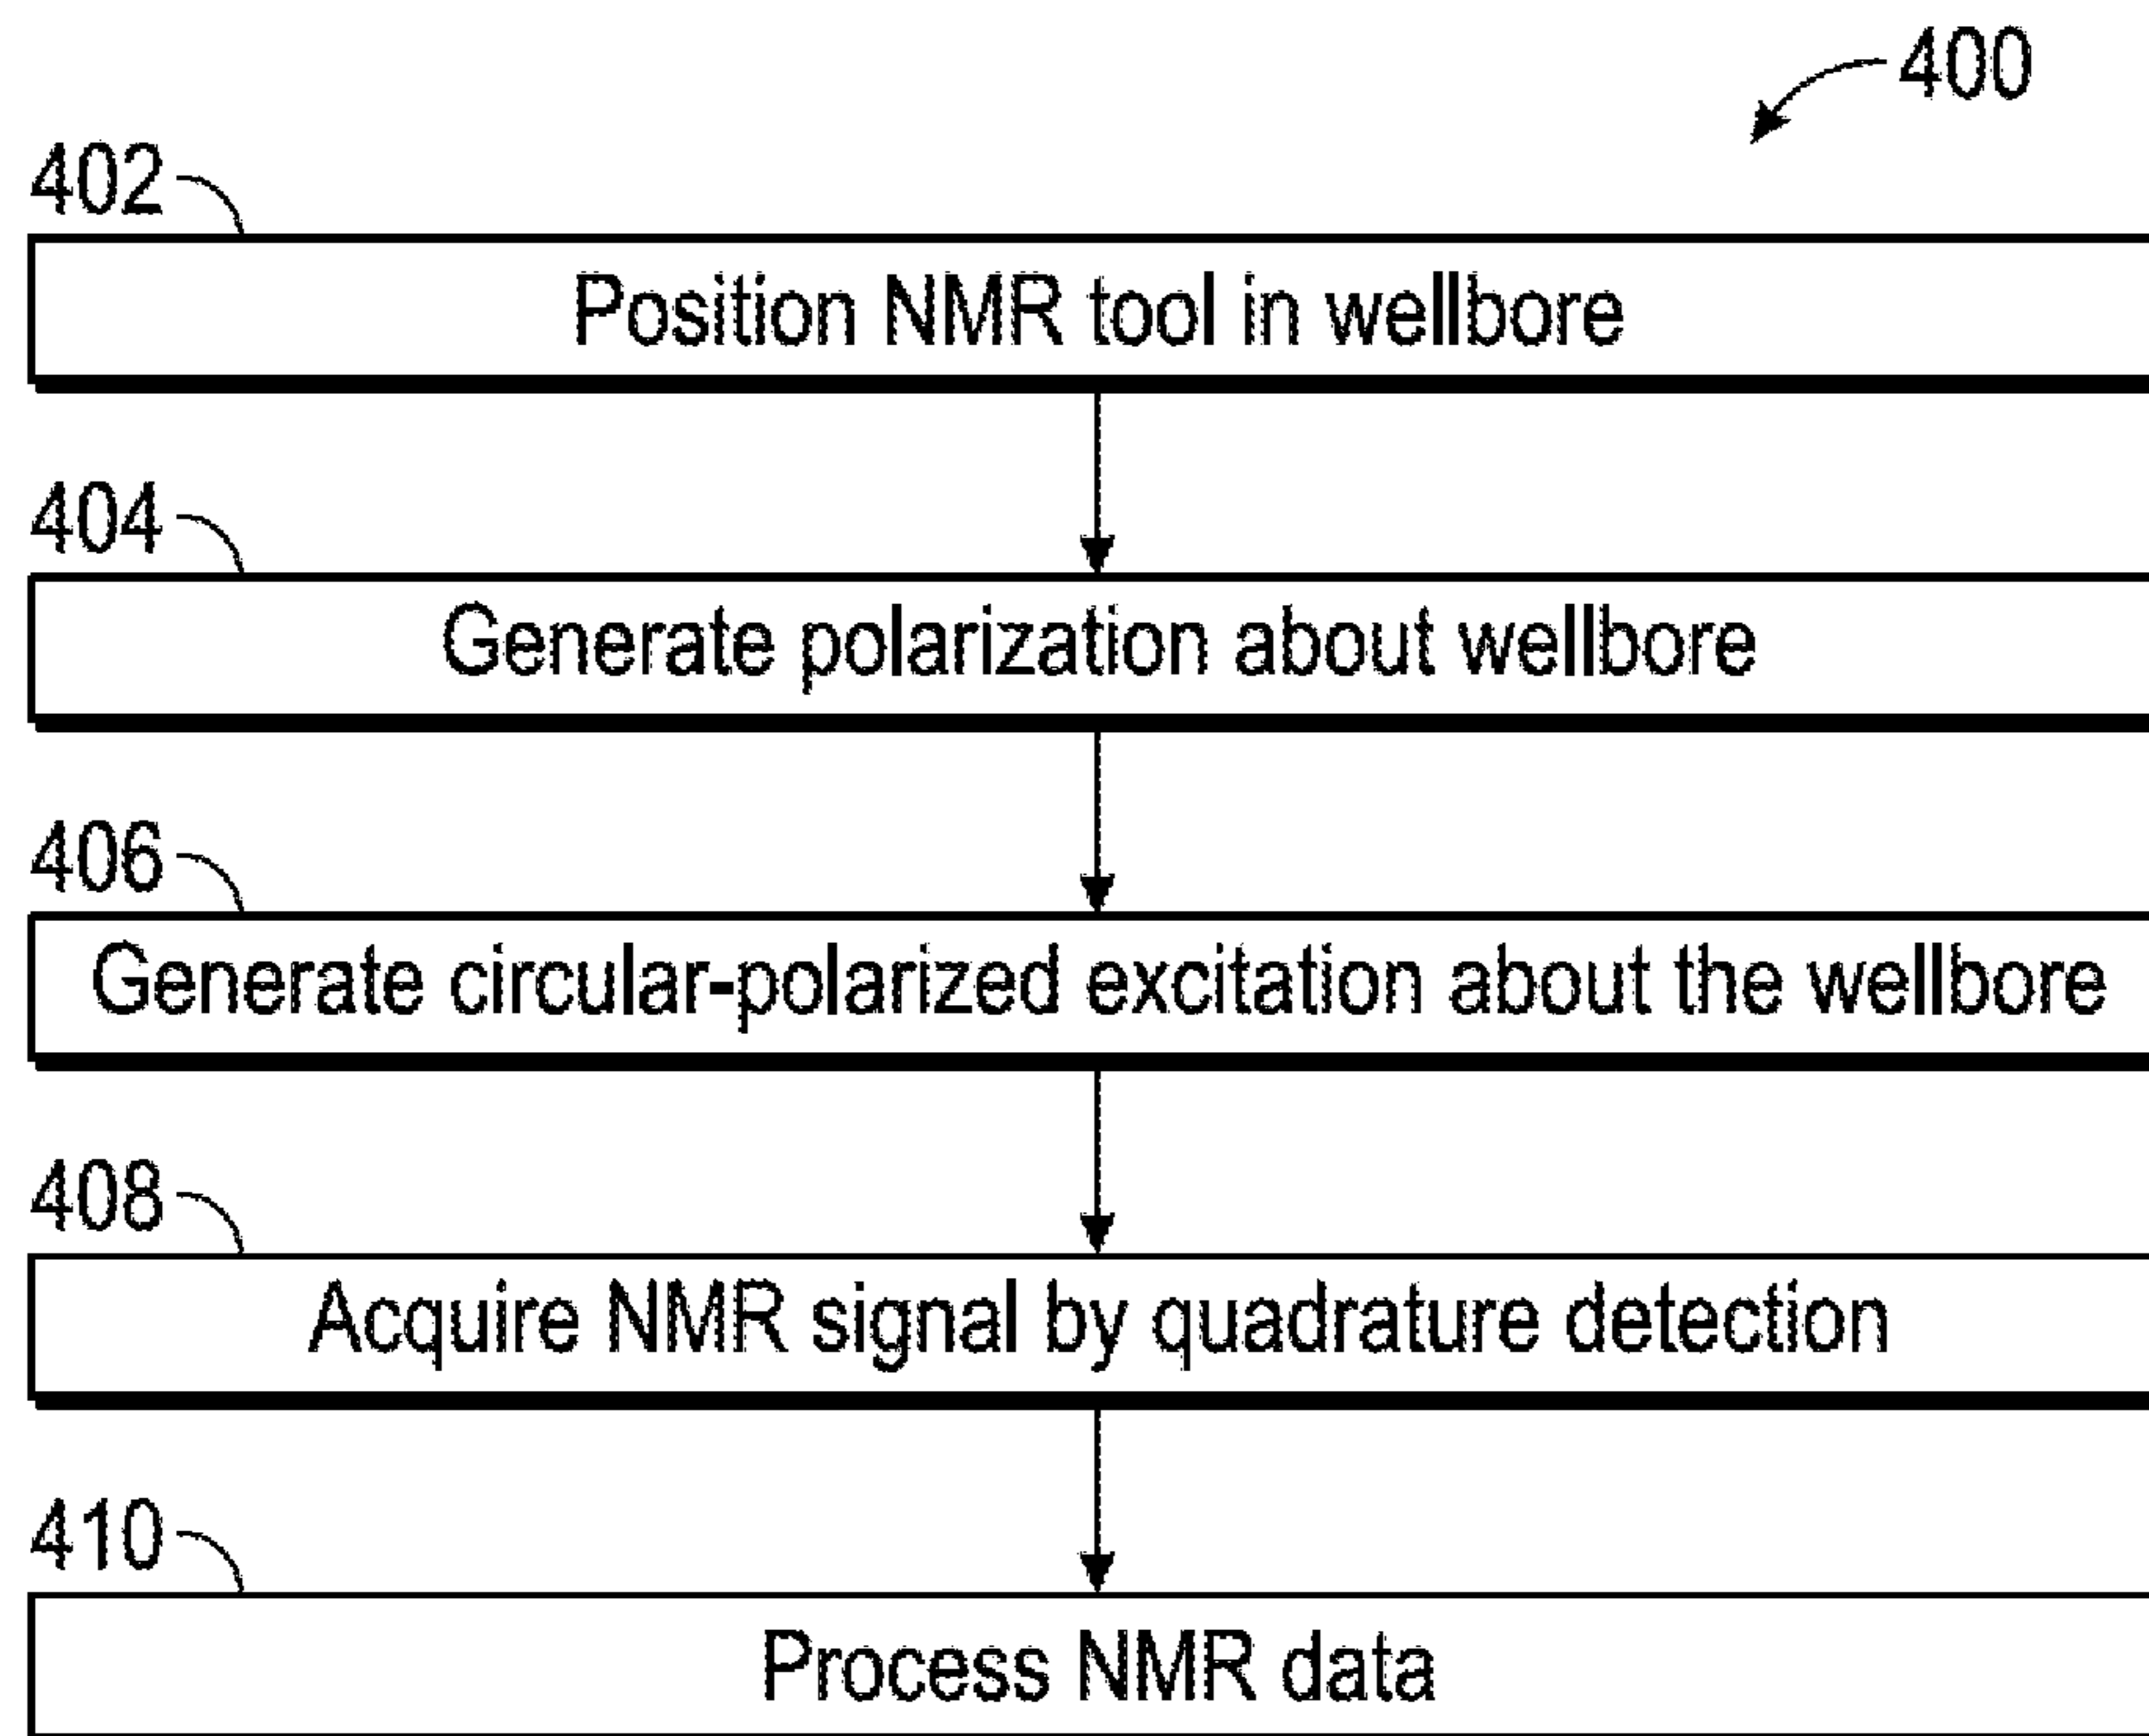 400
402
Position NMR tool in wellbore
404
Generate polarization about wellbore
406
Generate circular-polarized excitation about the wellbore
408
Acquire NMR signal by quadrature detection
410
Process NMR data